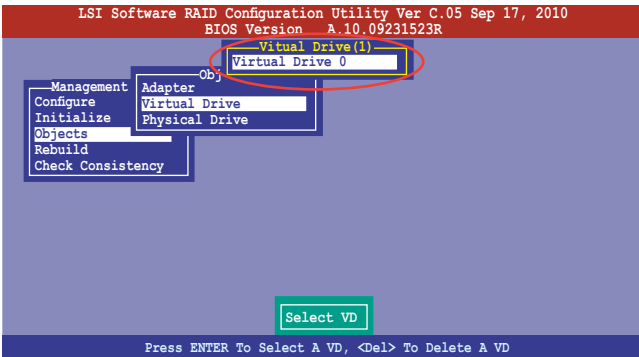 LSI Software RAID Configuration Utility Ver C.05 Sep 17, 2010
BIOS Version   A.10.09231523R
Vitual Drive(1)
Virtual Drive 0
Obj
Adapter
Virtual Drive
Physical Drive
Management
Configure
Initialize
Objects
Rebuild
Check Consistency
Select VD
Press ENTER To Select A VD, <Del> To Delete A VD